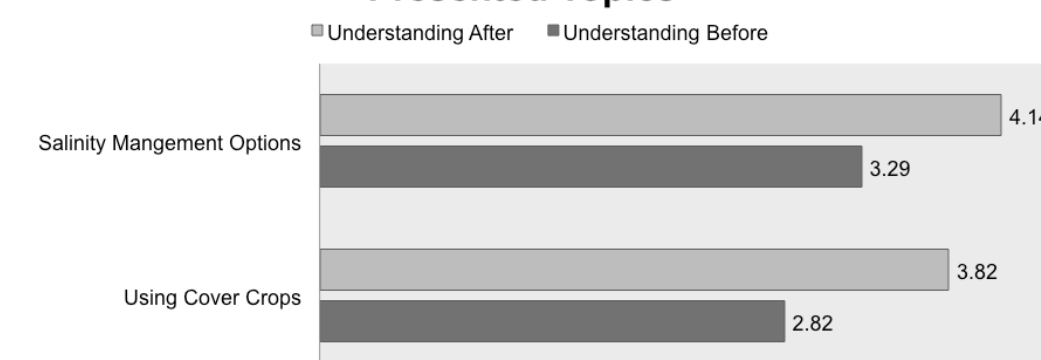 Presented Topics
Understanding After Understanding Before
Salinity Mangement Options
4.14
3.29
Using Cover Crops
3.82
2.82